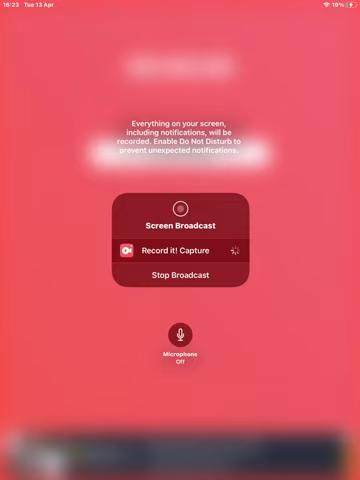 16:23 Tue 13 Apr 19%
Everything on your screen,
including notifications, will be
recorded. Enable Do Not Disturb to
prevent unexpected notifications.
Screen Broadcast
Record it! Capture
Stop Broadcast
Microphone
Off